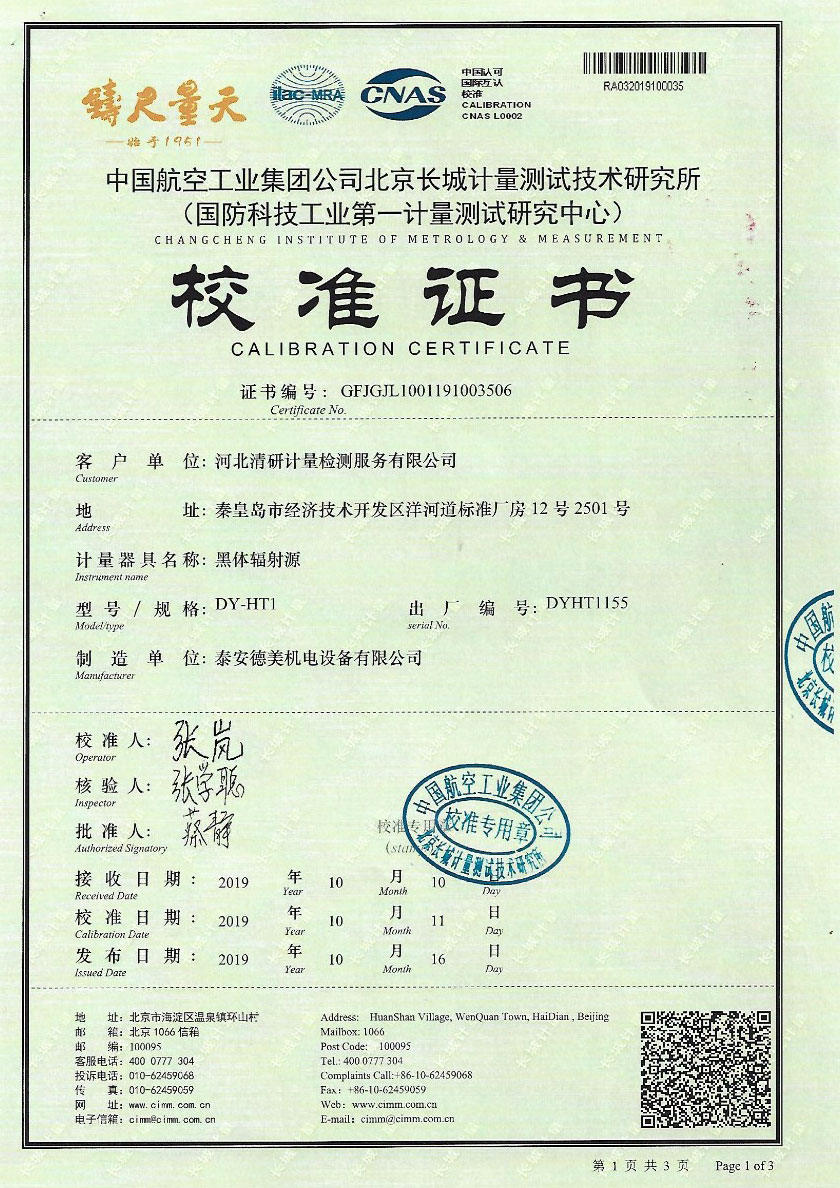 鑄尺量天
始于1951
ilac-MRA
CNAS
中国认可
国际互认
校准
CALIBRATION
CNAS L0002
RA032019100035
中国航空工业集团公司北京长城计量测试技术研究所
（国防科技工业第一计量测试研究中心）
CHANGCHENG INSTITUTE OF METROLOGY & MEASUREMENT
校准证书
CALIBRATION CERTIFICATE
证书编号：GFJGJL1001191003506
Certificate No.
客户单位：河北清研计量检测服务有限公司
Customer
地址：秦皇岛市经济技术开发区洋河道标准厂房 12 号 2501 号
Address
计量器具名称：黑体辐射源
Instrument name
型号/规格：DY-HT1 出厂编号：DYHT1155
Model/type serial No.
制造单位：泰安德美机电设备有限公司
Manufacturer
校准人：张岚
Operator
核验人：张学聪
Inspector
批准人：蔡静
Authorized Signatory
校准专用章
中国航空工业集团公司
校准专用章
北京长城计量测试技术研究所
接收日期：2019 年 10 月 10 日
Received Date Year Month Day
校准日期：2019 年 10 月 11 日
Calibration Date Year Month Day
发布日期：2019 年 10 月 16 日
Issued Date Year Month Day
地址：北京市海淀区温泉镇环山村
邮箱：北京 1066 信箱
邮编：100095
客服电话：400 0777 304
投诉电话：010-62459068
传真：010-62459059
网址：www.cimm.com.cn
电子信箱：cimm@cimm.com.cn
Address: HuanShan Village, WenQuan Town, HaiDian , Beijing
Mailbox: 1066
Post Code: 100095
Tel.: 400 0777 304
Complaints Call:+86-10-62459068
Fax：+86-10-62459059
Web：www.cimm.com.cn
E-mail：cimm@cimm.com.cn
第 1 页 共 3 页 Page 1 of 3